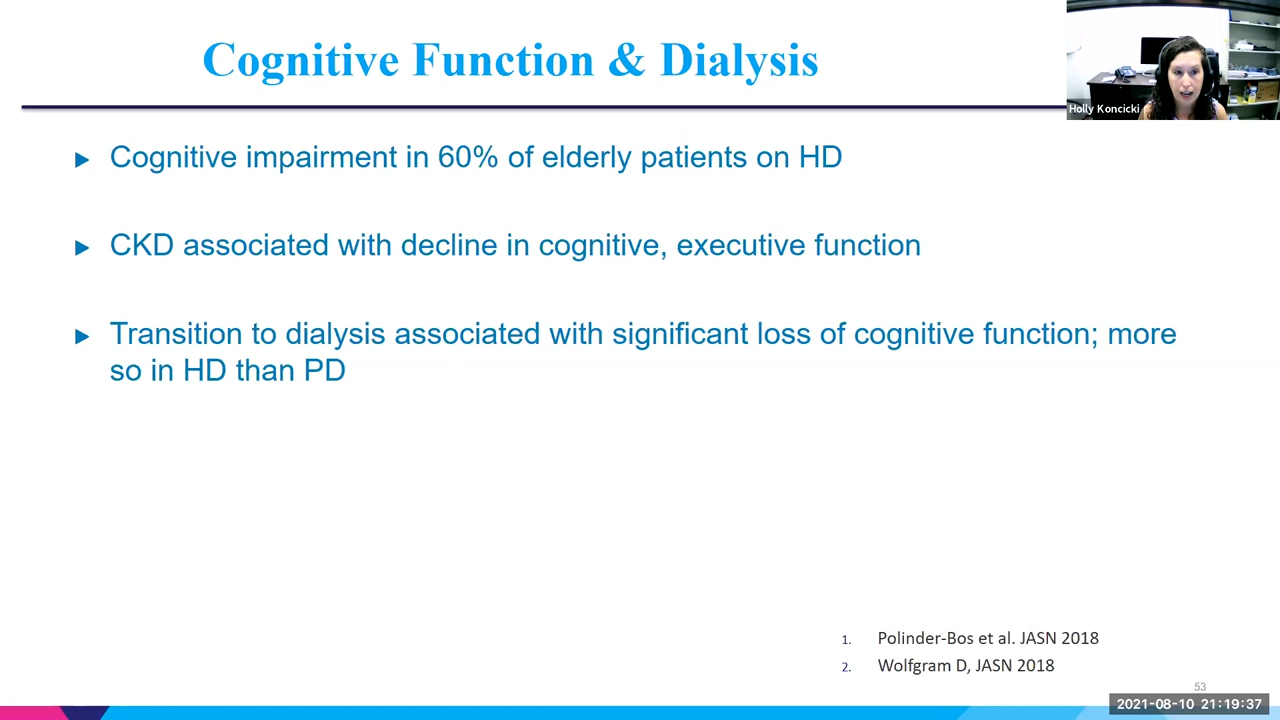 Cognitive Function & Dialysis
Holly Koncicki
Cognitive impairment in 60% of elderly patients on HD
CKD associated with decline in cognitive, executive function
Transition to dialysis associated with significant loss of cognitive function; more
so in HD than PD
1. Polinder-Bos et al. JASN 2018
2. Wolfgram D, JASN 2018
53
2021-08-10 21:19:37